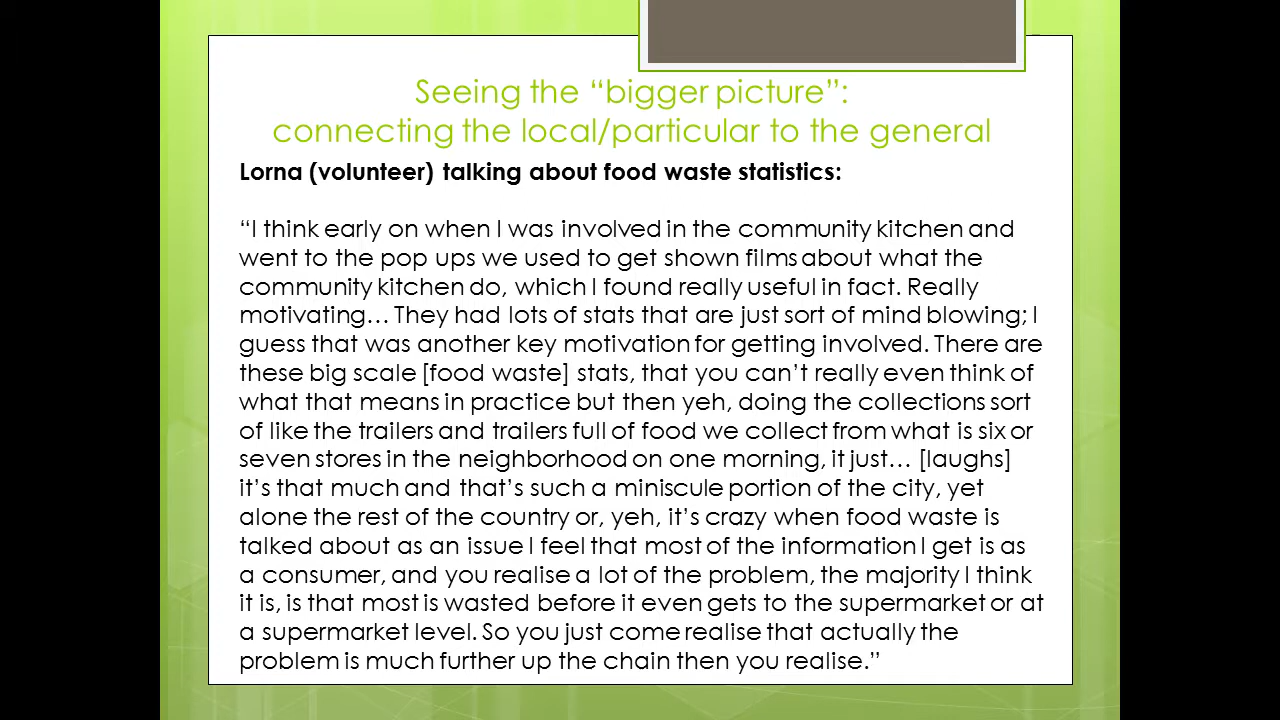 Seeing the “bigger picture”:
connecting the local/particular to the general
Lorna (volunteer) talking about food waste statistics:
“I think early on when I was involved in the community kitchen and
went to the pop ups we used to get shown films about what the
community kitchen do, which I found really useful in fact. Really
motivating… They had lots of stats that are just sort of mind blowing; I
guess that was another key motivation for getting involved. There are
these big scale [food waste] stats, that you can’t really even think of
what that means in practice but then yeh, doing the collections sort
of like the trailers and trailers full of food we collect from what is six or
seven stores in the neighborhood on one morning, it just… [laughs]
it’s that much and that’s such a miniscule portion of the city, yet
alone the rest of the country or, yeh, it’s crazy when food waste is
talked about as an issue I feel that most of the information I get is as
a consumer, and you realise a lot of the problem, the majority I think
it is, is that most is wasted before it even gets to the supermarket or at
a supermarket level. So you just come realise that actually the
problem is much further up the chain then you realise.”